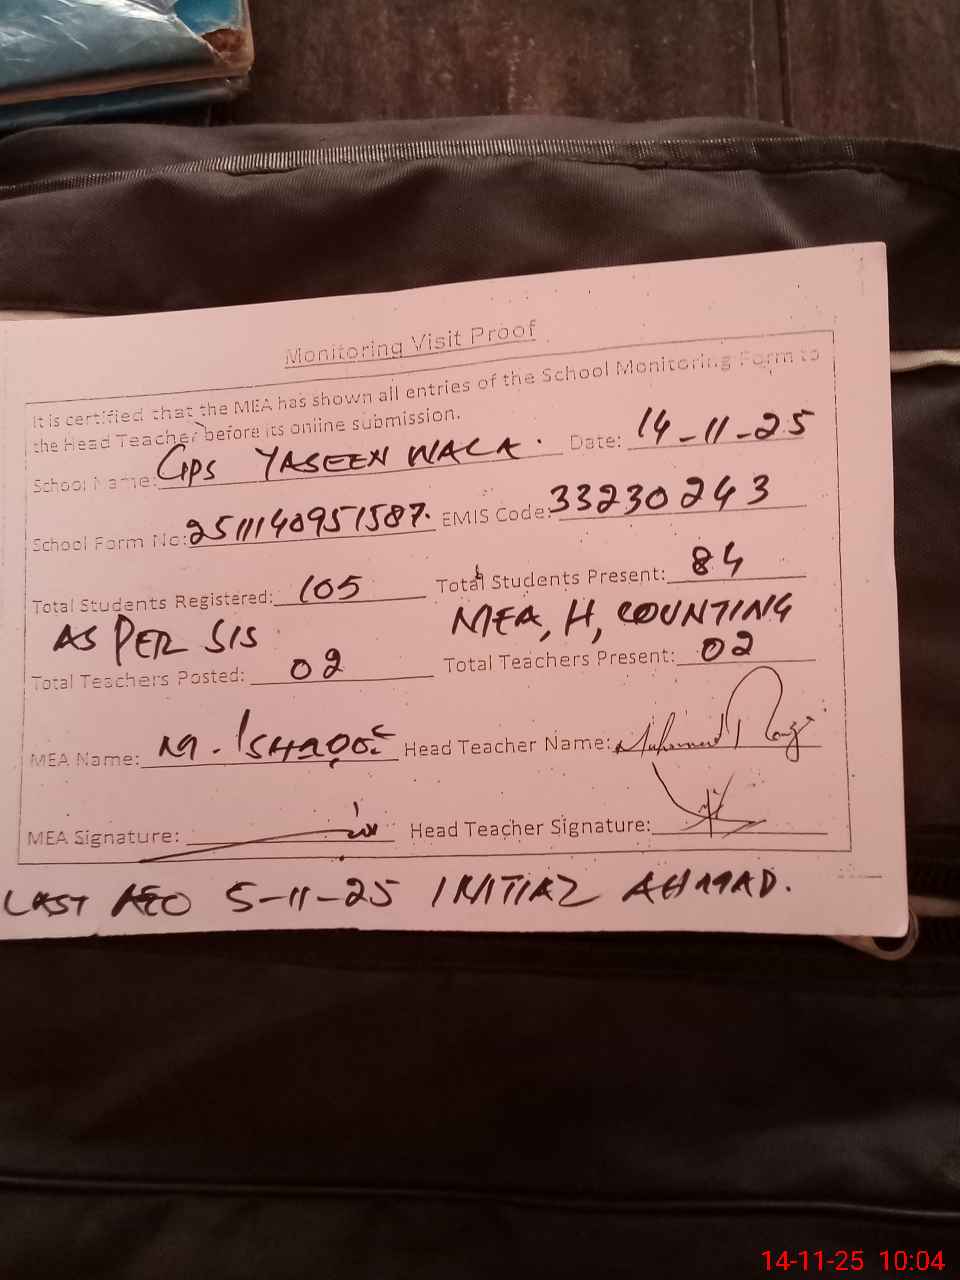 Monitoring Visit Proof
It is certified that the MEA has shown all entries of the School Monitoring Form to
the Head Teacher before its online submission.
School Name: GPS YASEEN WALA. Date: 14-11-25
School Form No: 2511140951587. EMIS Code: 33230243
Total Students Registered: 105 Total Students Present: 84
AS PER SIS MEA, H, COUNTING
Total Teachers Posted: 02 Total Teachers Present: 02
MEA Name: M. Head Teacher Name: Muhammad
MEA Signature: Head Teacher Signature:
LAST AEO 5-11-25 IMTIAZ AHMAD.
14-11-25 10:04